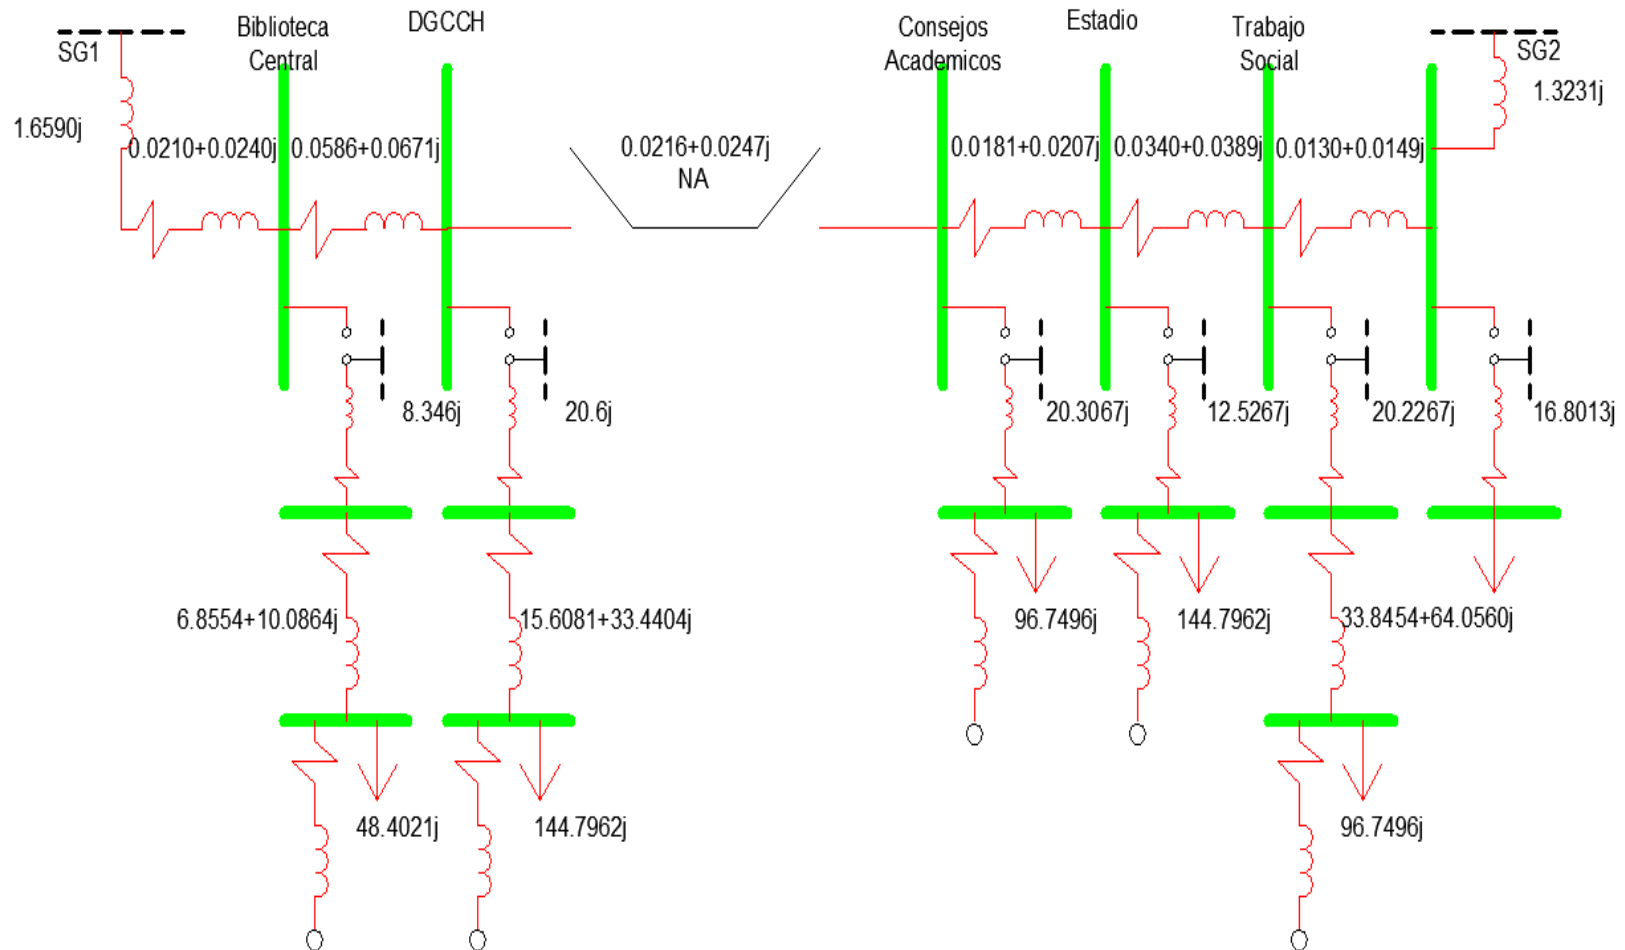 SG1
Biblioteca
Central
DGCCH
Consejos
Academicos
Estadio
Trabajo
Social
SG2
1.6590j
1.3231j
0.0210+0.0240j
0.0586+0.0671j
0.0216+0.0247j
NA
0.0181+0.0207j
0.0340+0.0389j
0.0130+0.0149j
8.346j
20.6j
20.3067j
12.5267j
20.2267j
16.8013j
6.8554+10.0864j
15.6081+33.4404j
96.7496j
144.7962j
33.8454+64.0560j
48.4021j
144.7962j
96.7496j